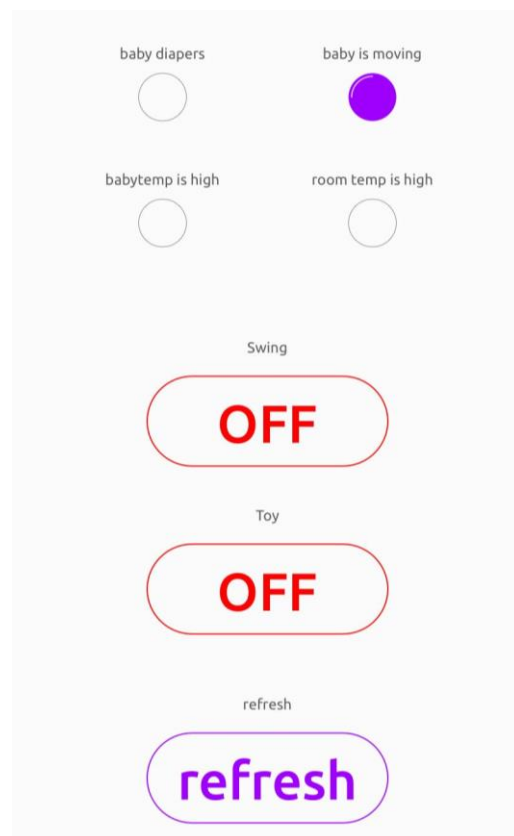 baby diapers baby is moving
babytemp is high room temp is high
Swing
OFF
Toy
OFF
refresh
refresh